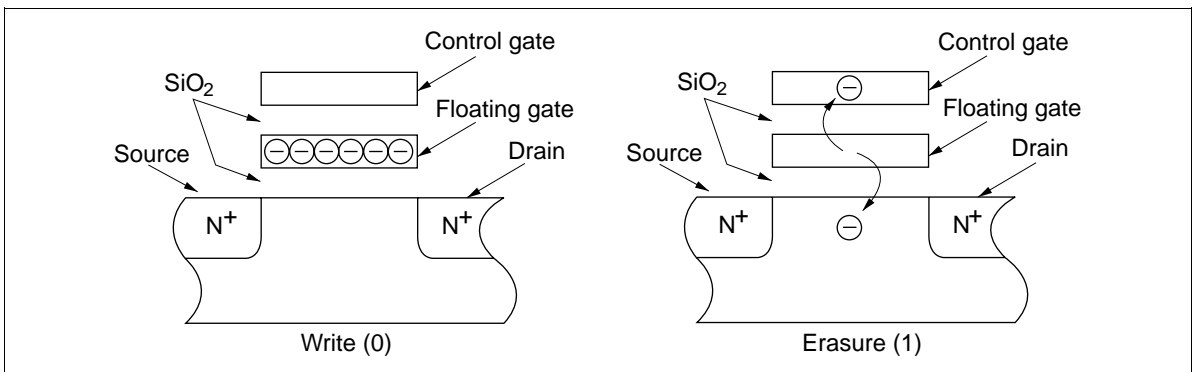 Control gate
SiO2
Floating gate
Source
Drain
N+
N+
Write (0)
Control gate
SiO2
Floating gate
Source
Drain
N+
N+
Erasure (1)